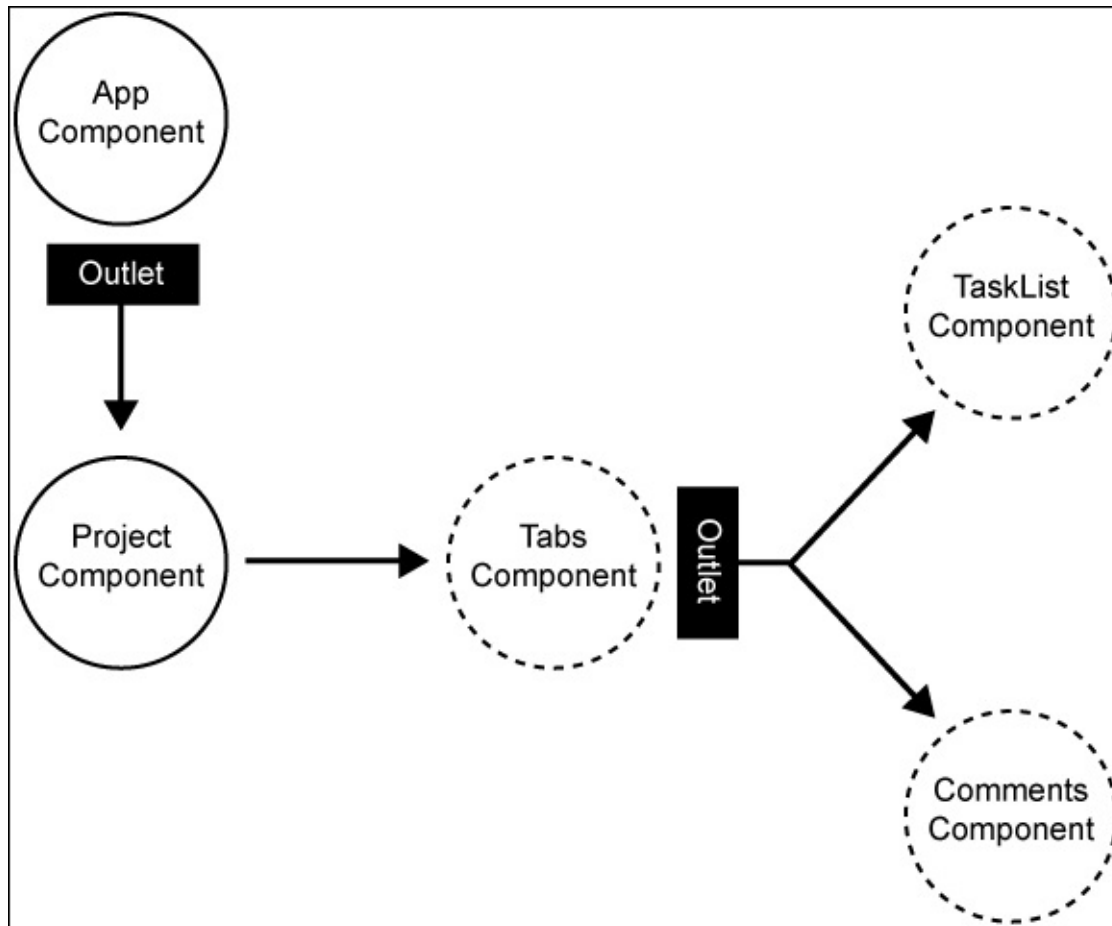 App
Component
Outlet
Project
Component
Tabs
Component
Outlet
TaskList
Component
Comments
Component